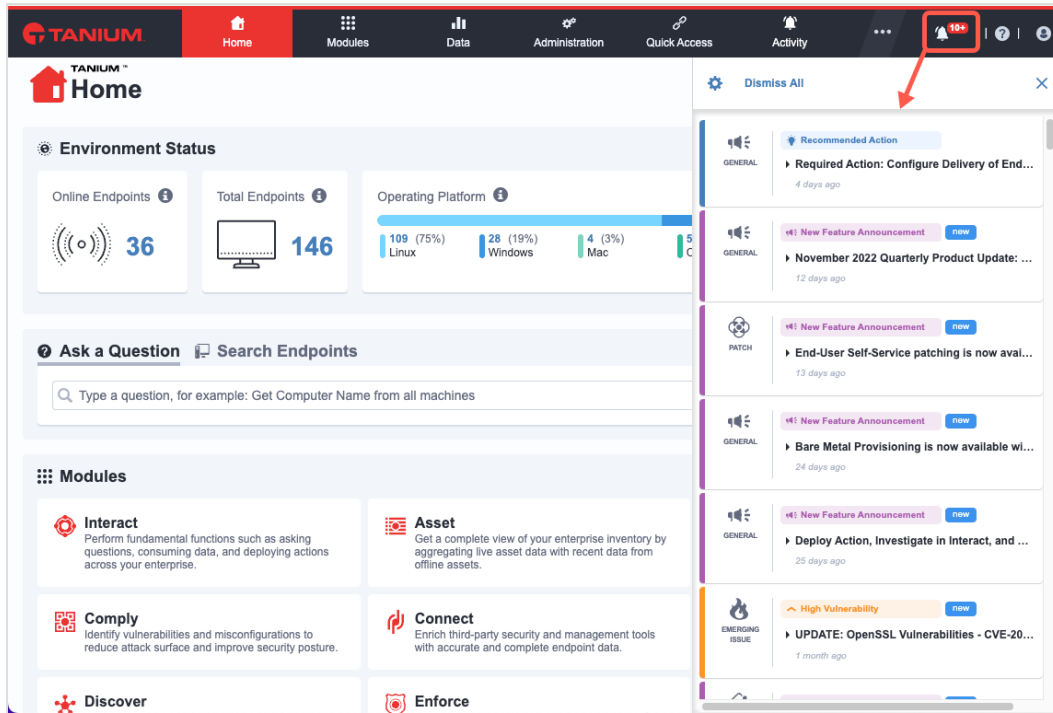 TANIUM.
Home
Modules
Data
Administration
Quick Access
Activity
10+
TANIUM ™
Home
Environment Status
Online Endpoints
36
Total Endpoints
146
Operating Platform
109 (75%)
Linux
28 (19%)
Windows
4 (3%)
Mac
5
Ask a Question
Search Endpoints
Type a question, for example: Get Computer Name from all machines
Modules
Interact
Perform fundamental functions such as asking
questions, consuming data, and deploying actions
across your enterprise.
Asset
Get a complete view of your enterprise inventory by
aggregating live asset data with recent data from
offline assets.
Comply
Identify vulnerabilities and misconfigurations to
reduce attack surface and improve security posture.
Connect
Enrich third-party security and management tools
with accurate and complete endpoint data.
Discover
Enforce
Dismiss All
GENERAL
Recommended Action
Required Action: Configure Delivery of End...
4 days ago
GENERAL
New Feature Announcement new
November 2022 Quarterly Product Update: ...
12 days ago
PATCH
New Feature Announcement new
End-User Self-Service patching is now avai...
13 days ago
GENERAL
New Feature Announcement new
Bare Metal Provisioning is now available wi...
24 days ago
GENERAL
New Feature Announcement new
Deploy Action, Investigate in Interact, and ...
25 days ago
EMERGING
ISSUE
High Vulnerability new
UPDATE: OpenSSL Vulnerabilities - CVE-20...
1 month ago